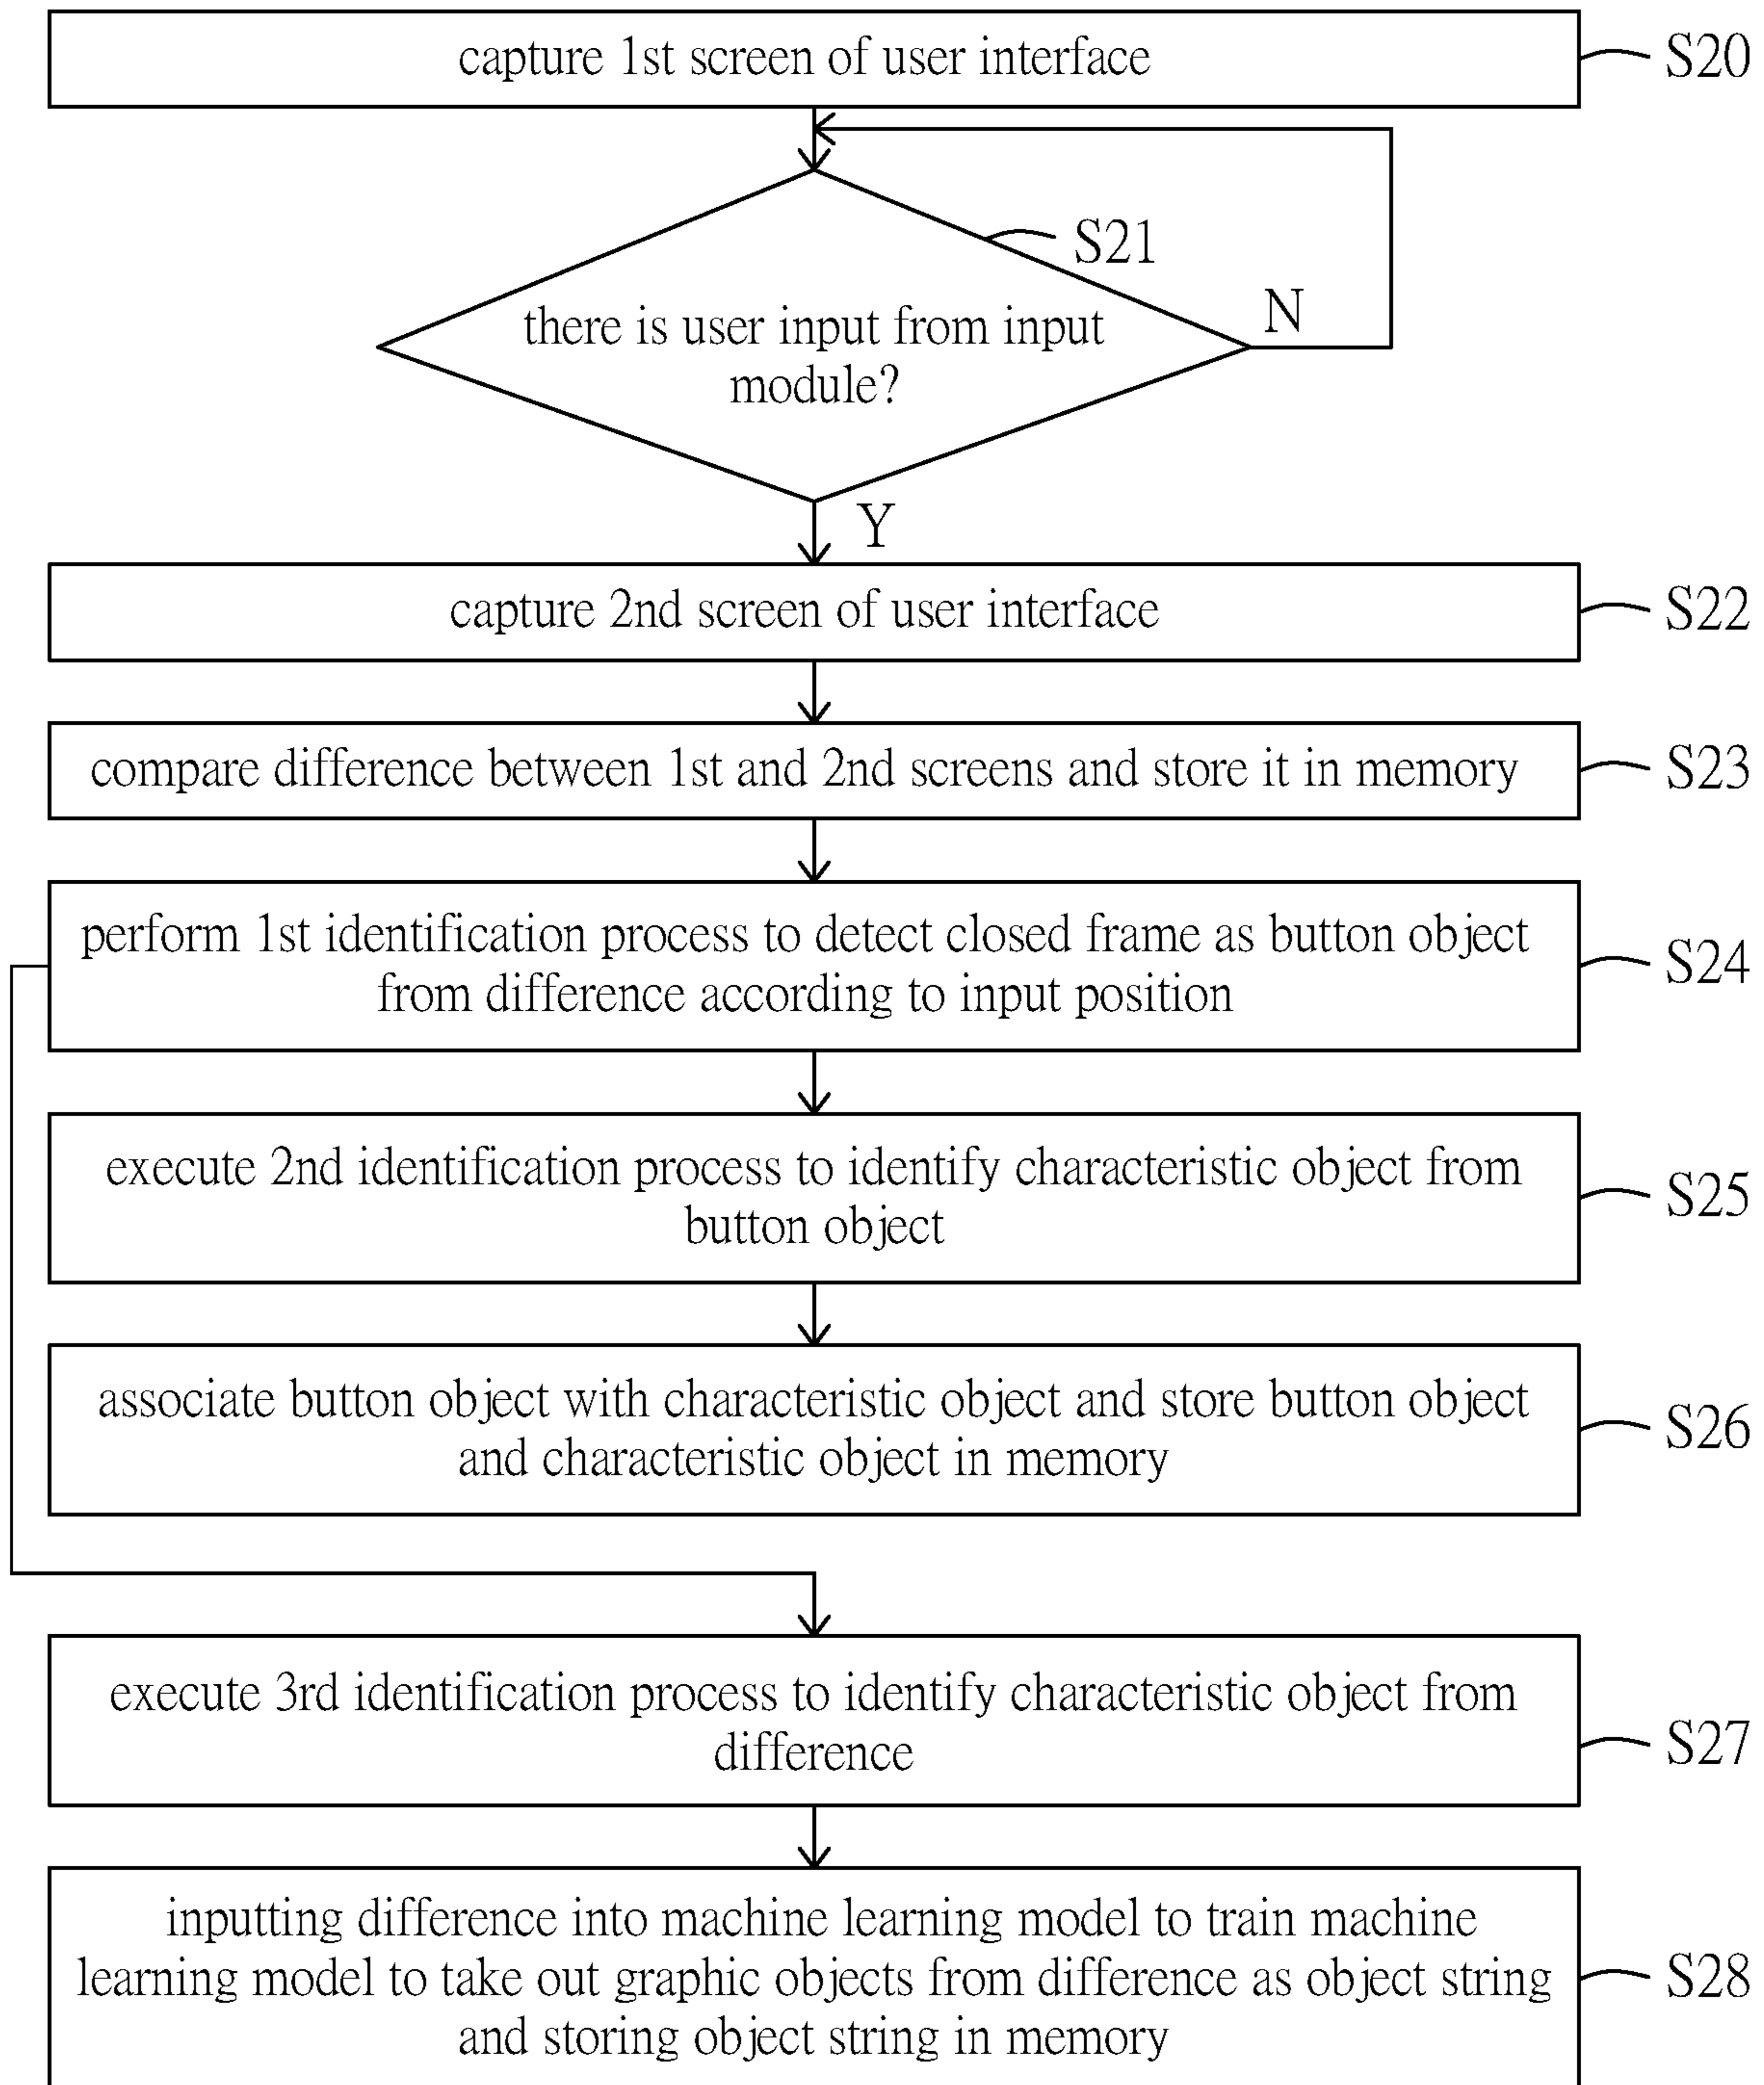 capture 1st screen of user interface
S20
S21
there is user input from input
module?
N
Y
capture 2nd screen of user interface
S22
compare difference between 1st and 2nd screens and store it in memory
S23
perform 1st identification process to detect closed frame as button object
from difference according to input position
S24
execute 2nd identification process to identify characteristic object from
button object
S25
associate button object with characteristic object and store button object
and characteristic object in memory
S26
execute 3rd identification process to identify characteristic object from
difference
S27
inputting difference into machine learning model to train machine
learning model to take out graphic objects from difference as object string
and storing object string in memory
S28